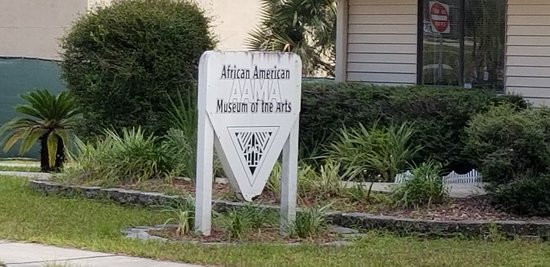 African American
AAMA
Museum of the Arts